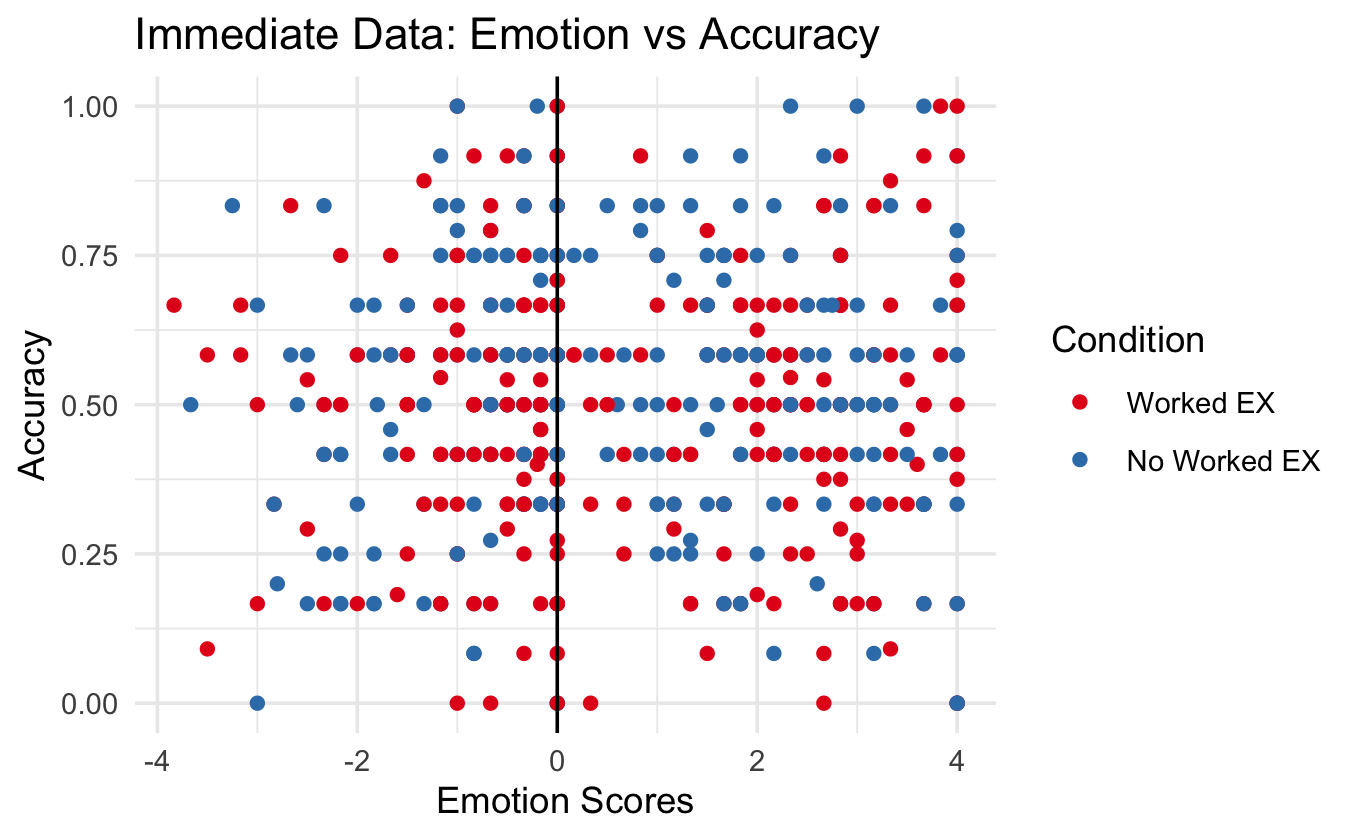 Immediate Data: Emotion vs Accuracy
1.00
0.75
0.50
0.25
0.00
Accuracy
-4
-2
0
2
4
Emotion Scores
Condition
Worked EX
No Worked EX